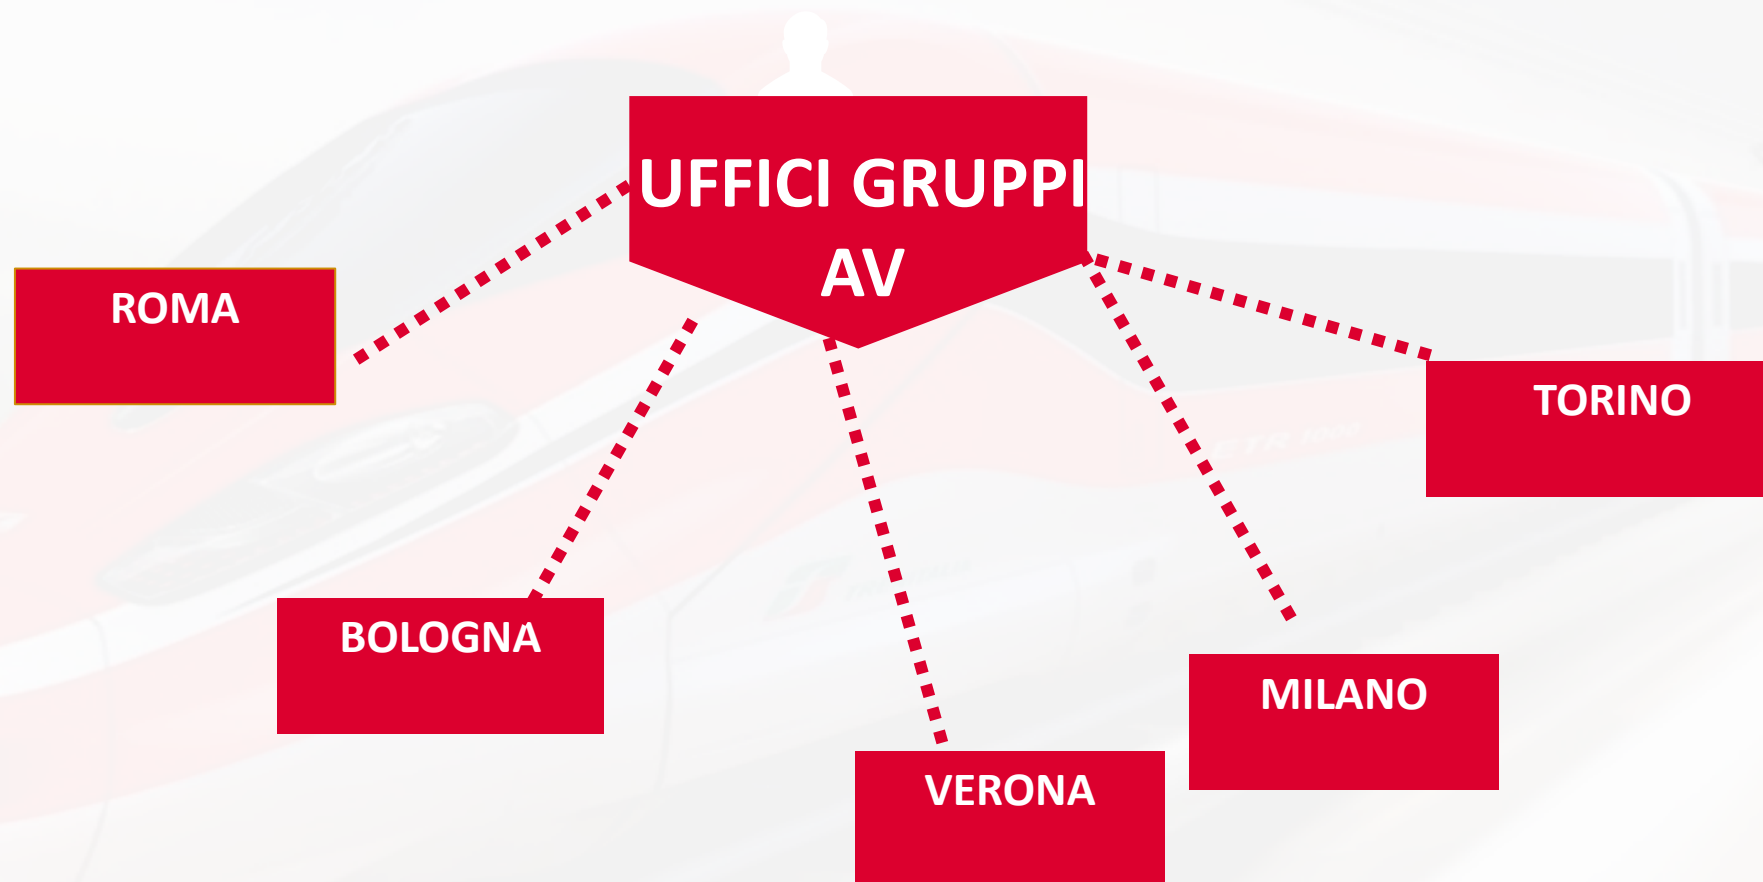 UFFICI GRUPPI
AV
ROMA
TORINO
BOLOGNA
MILANO
VERONA